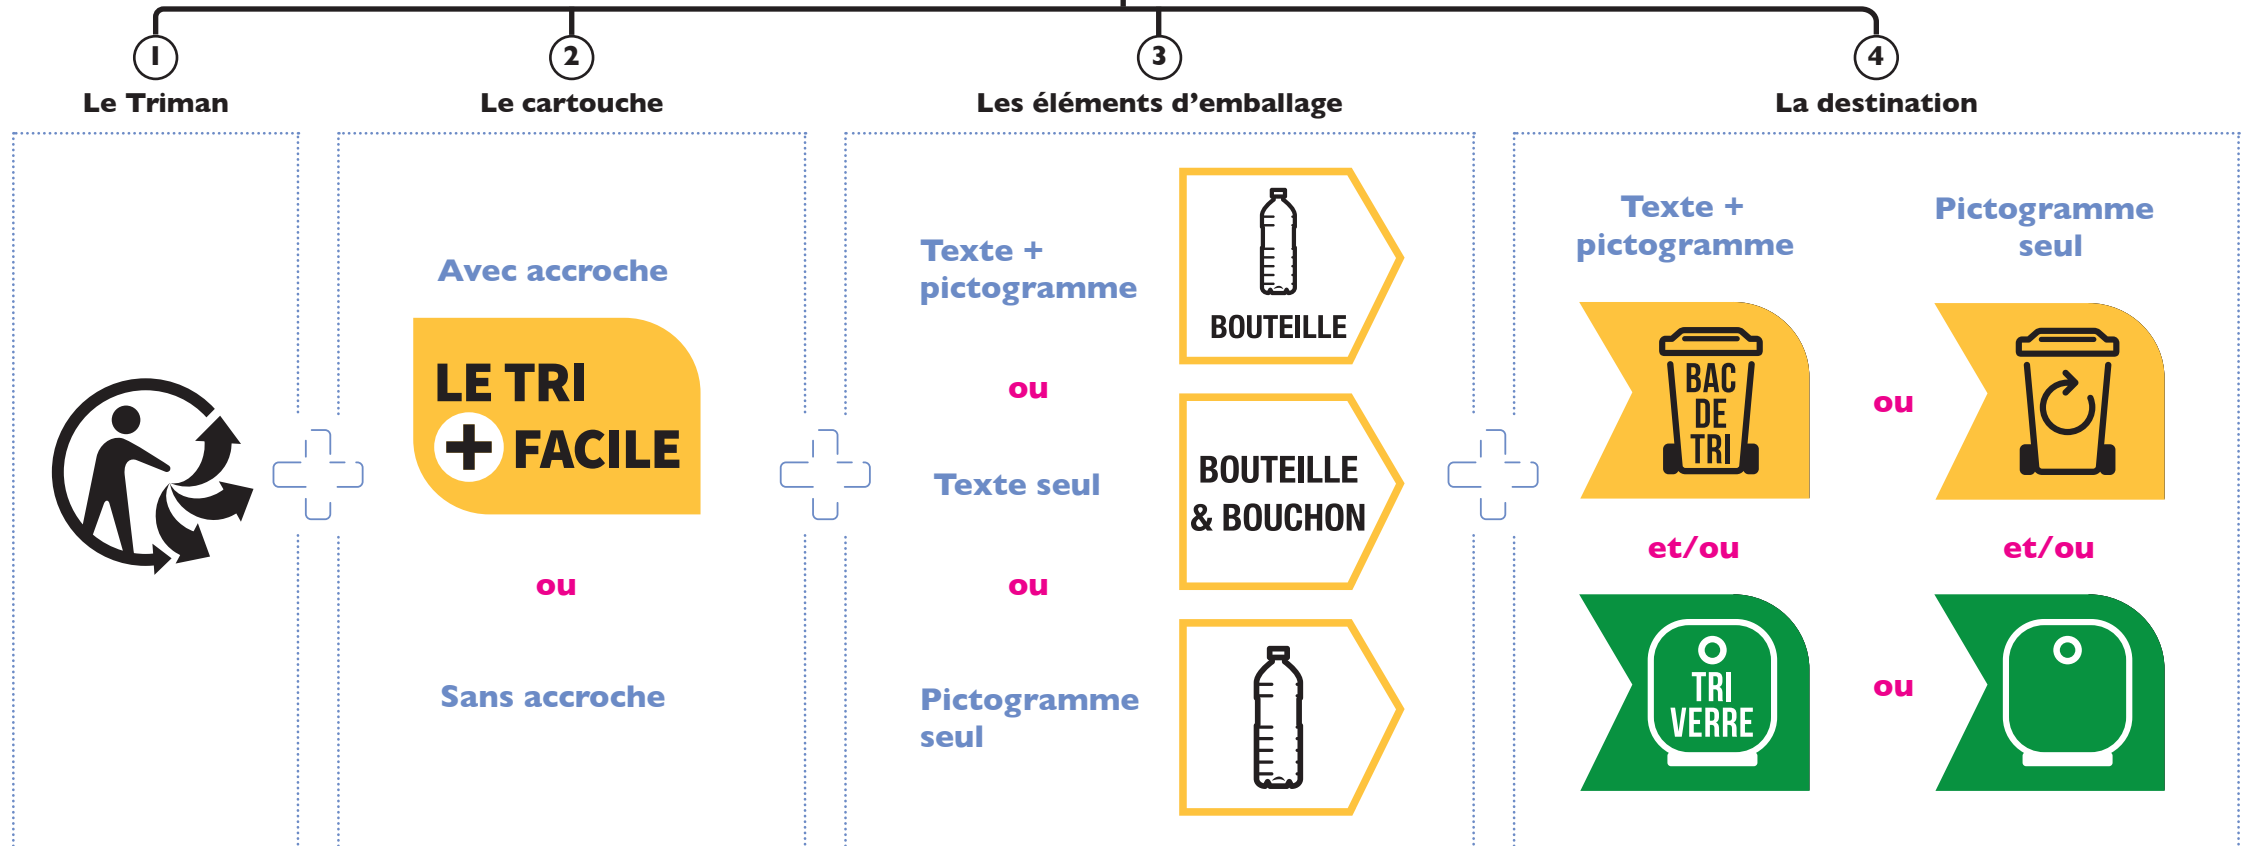 1
Le Triman
2
Le cartouche
3
Les éléments d’emballage
4
La destination
Avec accroche
LE TRI
+ FACILE
ou
Sans accroche
Texte +
pictogramme
BOUTEILLE
ou
Texte seul
BOUTEILLE
& BOUCHON
ou
Pictogramme
seul
Texte +
pictogramme
Pictogramme
seul
BAC
DE
TRI
ou
et/ou
et/ou
TRI
VERRE
ou